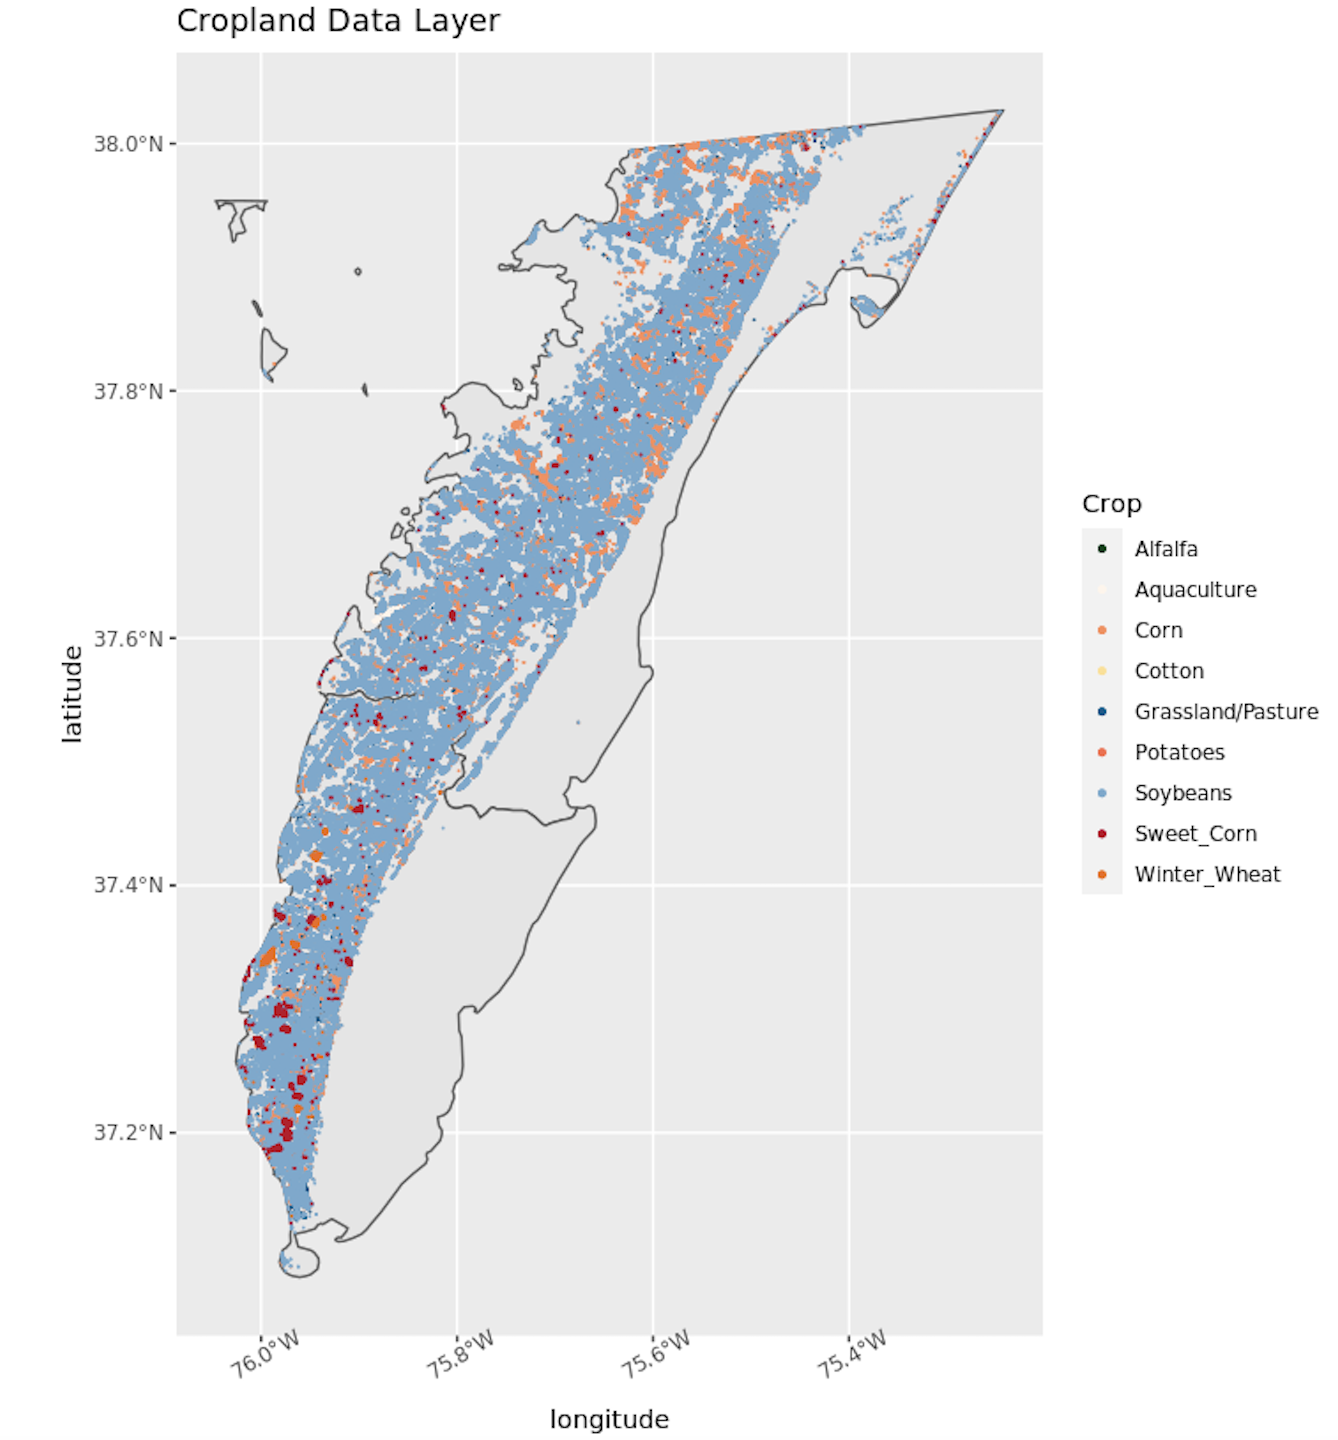 Cropland Data Layer
38.0°N
37.8°N
37.6°N
37.4°N
37.2°N
latitude
76.0°W
75.8°W
75.6°W
75.4°W
longitude
Crop
Alfalfa
Aquaculture
Corn
Cotton
Grassland/Pasture
Potatoes
Soybeans
Sweet_Corn
Winter_Wheat